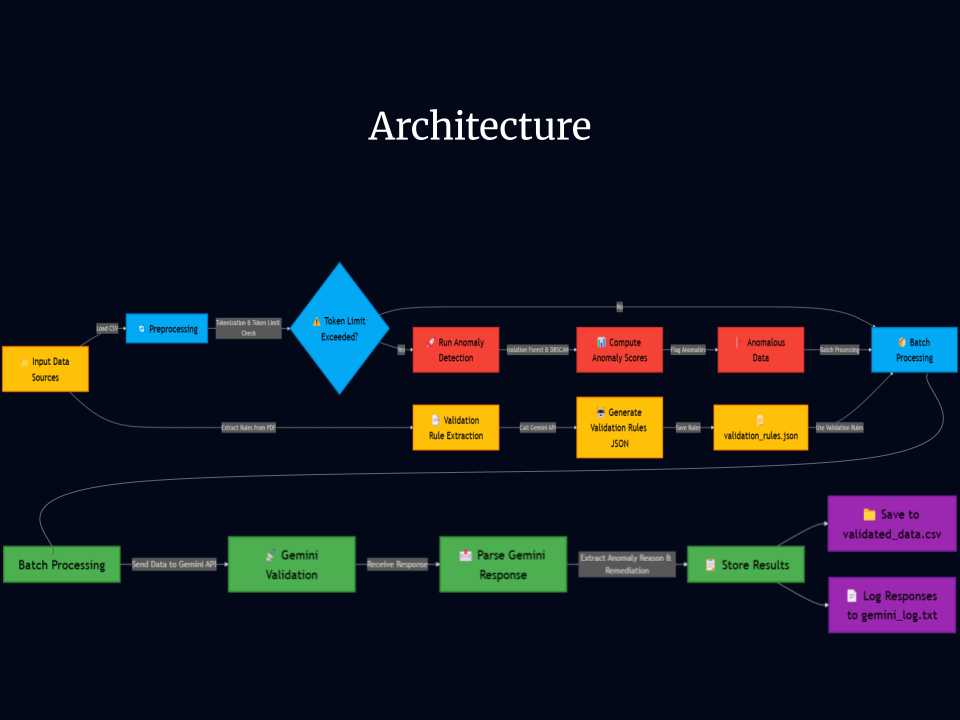 Architecture
No
Load CSV
Preprocessing
Tokenization & Token Limit
Check
Token Limit
Exceeded?
Yes
Run Anomaly
Detection
Isolation Forest & DBSCAN
Compute
Anomaly Scores
Flag Anomalies
Anomalous
Data
Batch Processing
Batch
Processing
Input Data
Sources
Extract Rules from PDF
Validation
Rule Extraction
Call Gemini API
Generate
Validation Rules
JSON
Save Rules
validation_rules.json
Use Validation Rules
Batch Processing
Send Data to Gemini API
Gemini
Validation
Receive Response
Parse Gemini
Response
Extract Anomaly Reason &
Remediation
Store Results
Save to
validated_data.csv
Log Responses
to gemini_log.txt